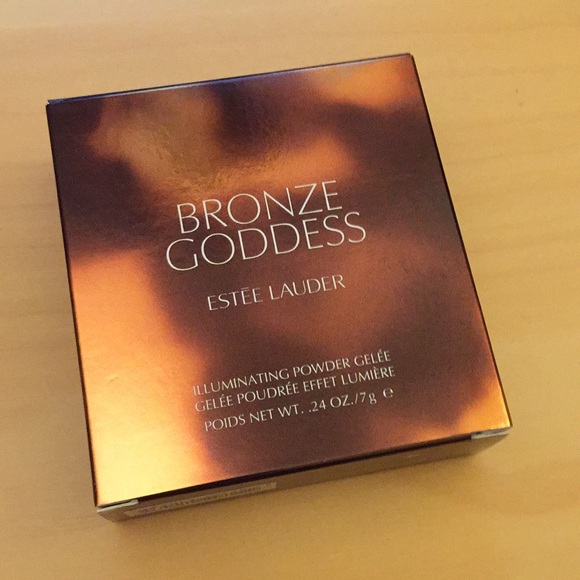 BRONZE
GODDESS
ESTĒE LAUDER
ILLUMINATING POWDER GELÉE
GELÉE POUDRÉE EFFET LUMIÈRE
POIDS NET WT. .24 OZ./7g ℮